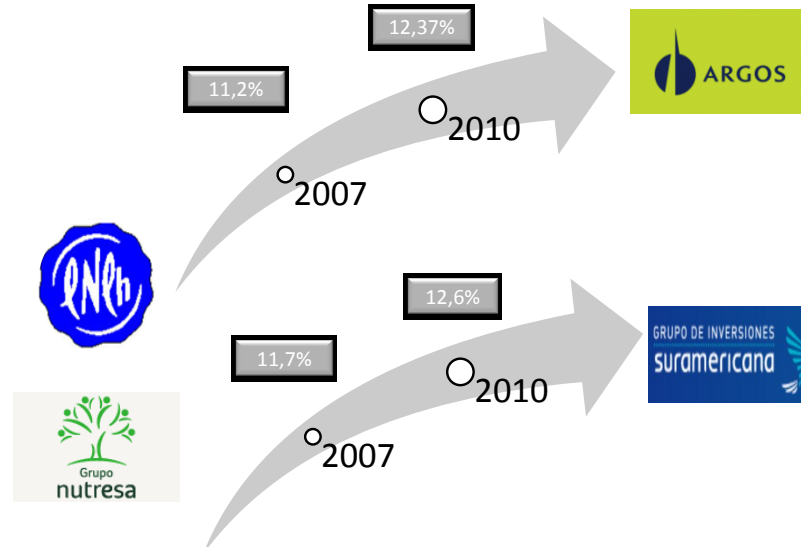 12,37%
11,2%
ARGOS
2010
2007
12,6%
GRUPO DE INVERSIONES
suramericana
11,7%
2010
2007
Grupo
nutresa